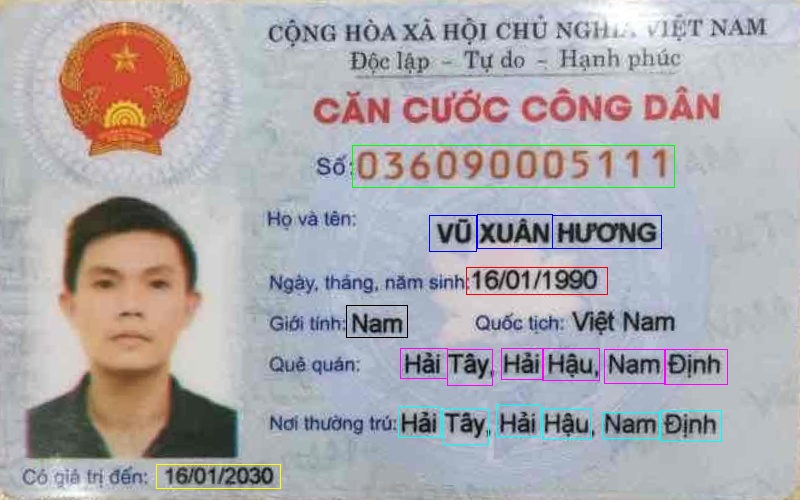 CỘNG HÒA XÃ HỘI CHỦ NGHĨA VIỆT NAM
Độc lập - Tự do - Hạnh phúc
CĂN CƯỚC CÔNG DÂN
Số: 036090005111
Họ và tên: VŨ XUÂN HƯƠNG
Ngày, tháng, năm sinh: 16/01/1990
Giới tính: Nam Quốc tịch: Việt Nam
Quê quán: Hải Tây, Hải Hậu, Nam Định
Nơi thường trú: Hải Tây, Hải Hậu, Nam Định
Có giá trị đến: 16/01/2030